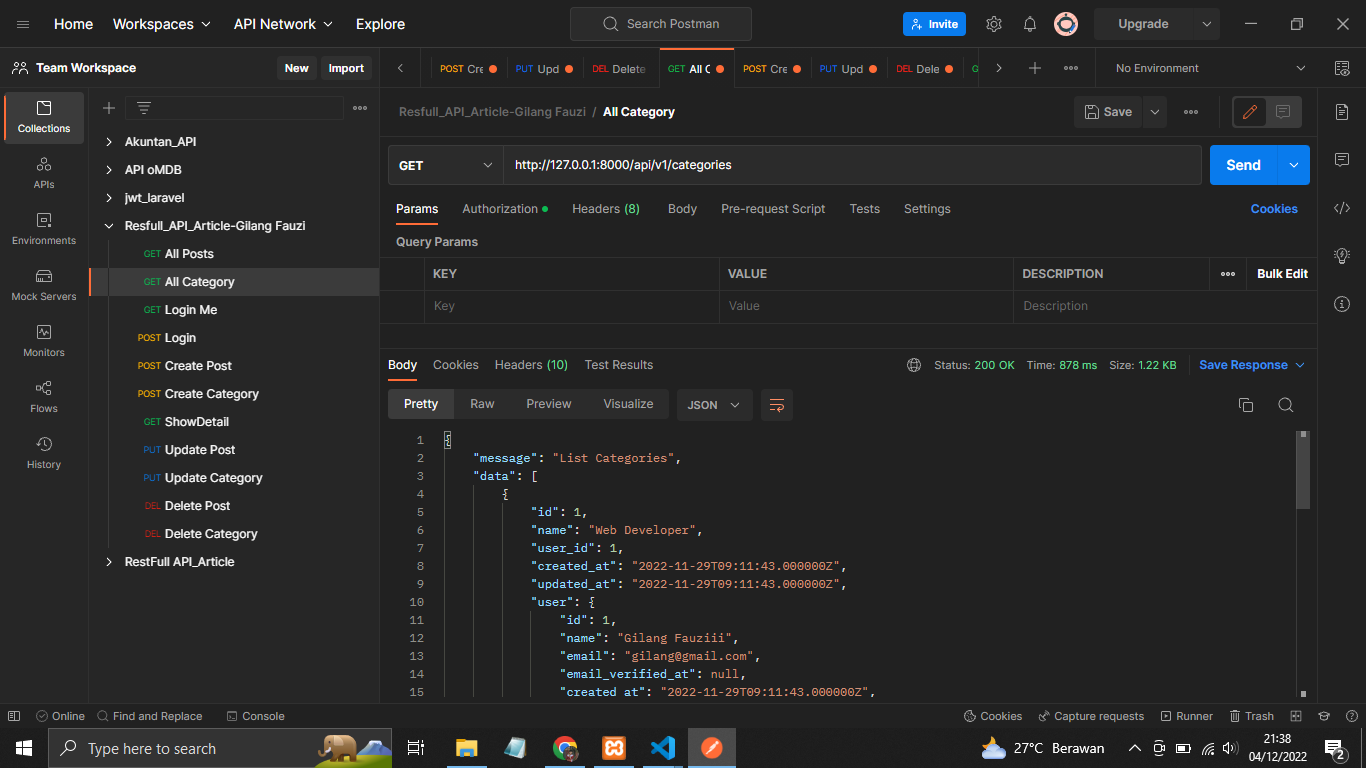 Home Workspaces API Network Explore Search Postman Invite Upgrade
Team Workspace New Import POST Cre PUT Upd DEL Delete GET All C POST Cre PUT Upd DEL Dele No Environment
Collections
APIs
Environments
Mock Servers
Monitors
Flows
History
Akuntan_API
API oMDB
jwt_laravel
Resfull_API_Article-Gilang Fauzi
GET All Posts
GET All Category
GET Login Me
POST Login
POST Create Post
POST Create Category
GET ShowDetail
PUT Update Post
PUT Update Category
DEL Delete Post
DEL Delete Category
RestFull API_Article
Resfull_API_Article-Gilang Fauzi / All Category Save
GET http://127.0.0.1:8000/api/v1/categories Send
Params Authorization Headers (8) Body Pre-request Script Tests Settings Cookies
Query Params
KEY VALUE DESCRIPTION Bulk Edit
Key Value Description
Body Cookies Headers (10) Test Results Status: 200 OK Time: 878 ms Size: 1.22 KB Save Response
Pretty Raw Preview Visualize JSON
1 {
2 "message": "List Categories",
3 "data": [
4 {
5 "id": 1,
6 "name": "Web Developer",
7 "user_id": 1,
8 "created_at": "2022-11-29T09:11:43.000000Z",
9 "updated_at": "2022-11-29T09:11:43.000000Z",
10 "user": {
11 "id": 1,
12 "name": "Gilang Fauziii",
13 "email": "gilang@gmail.com",
14 "email_verified_at": null,
15 "created_at": "2022-11-29T09:11:43.000000Z",
Online Find and Replace Console Cookies Capture requests Runner Trash
Type here to search 27°C Berawan 21:38
04/12/2022 2